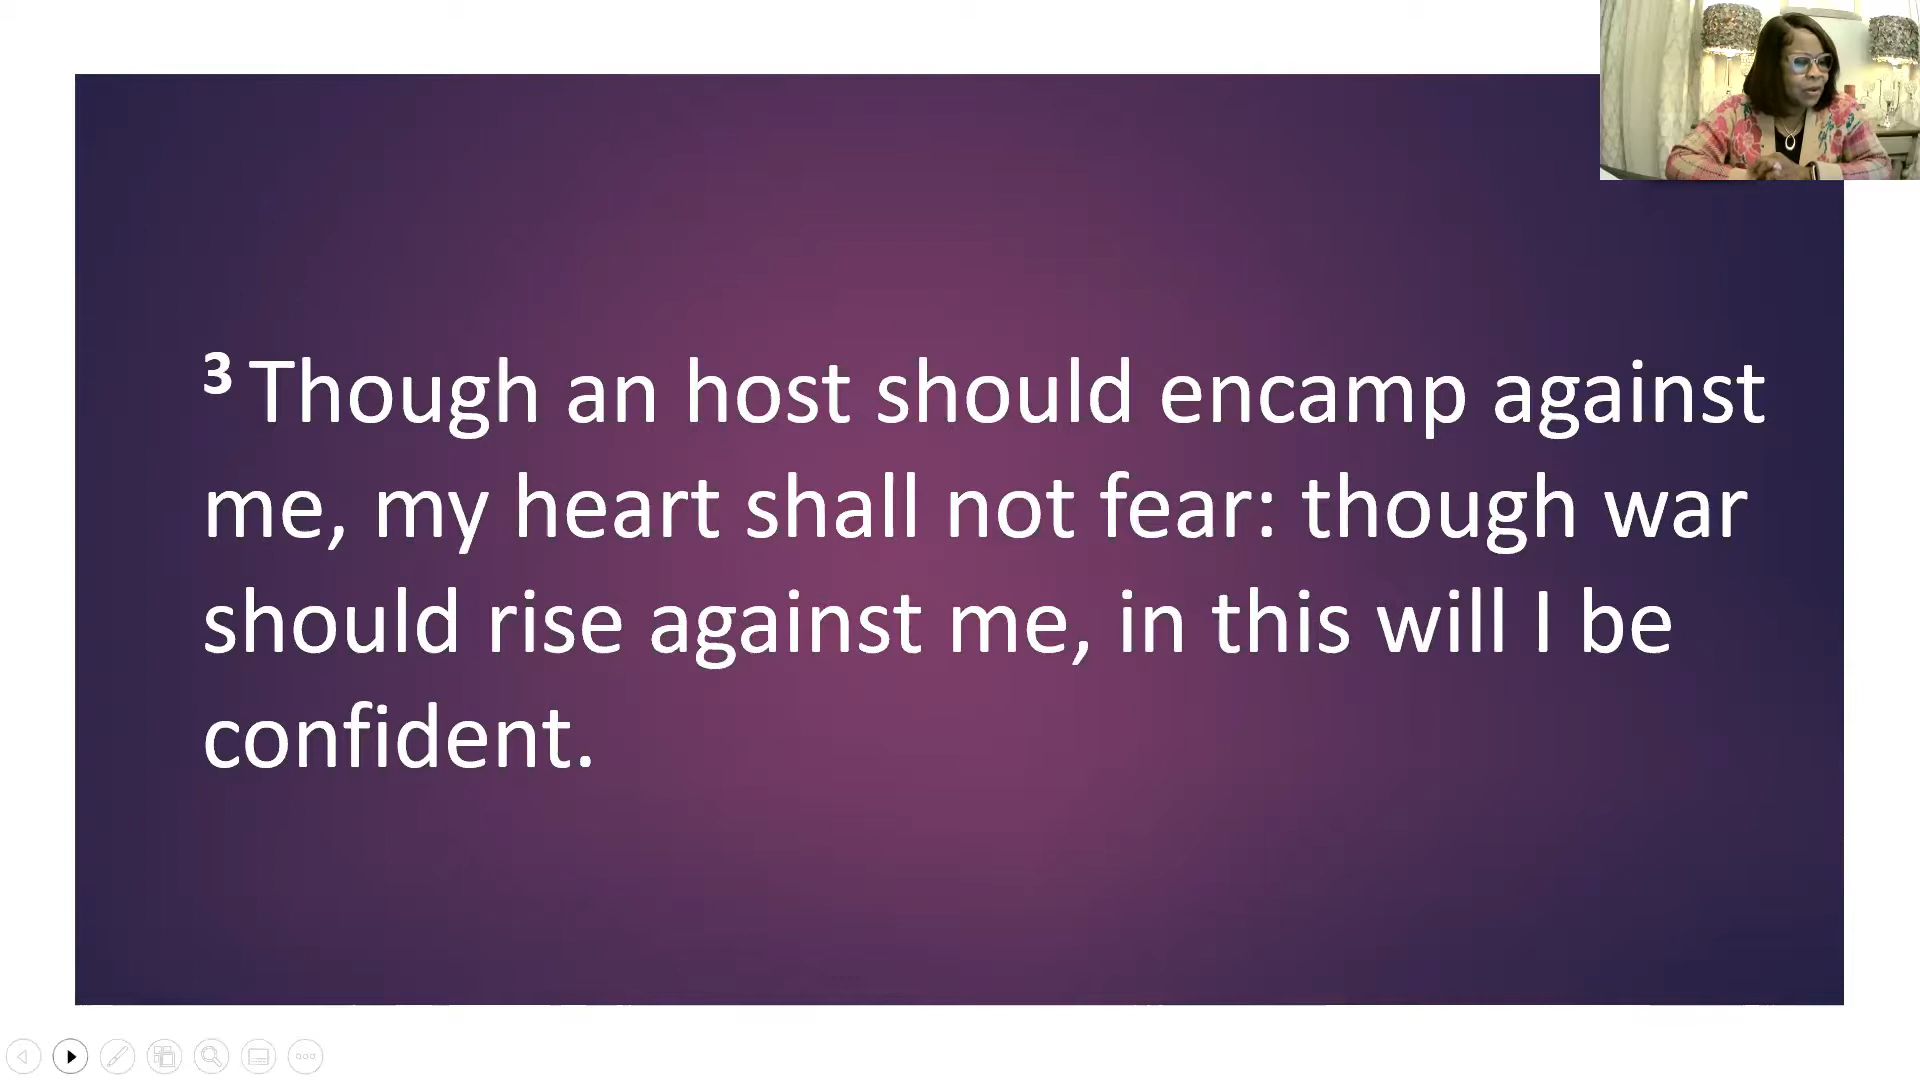 3 Though an host should encamp against
me, my heart shall not fear: though war
should rise against me, in this will I be
confident.